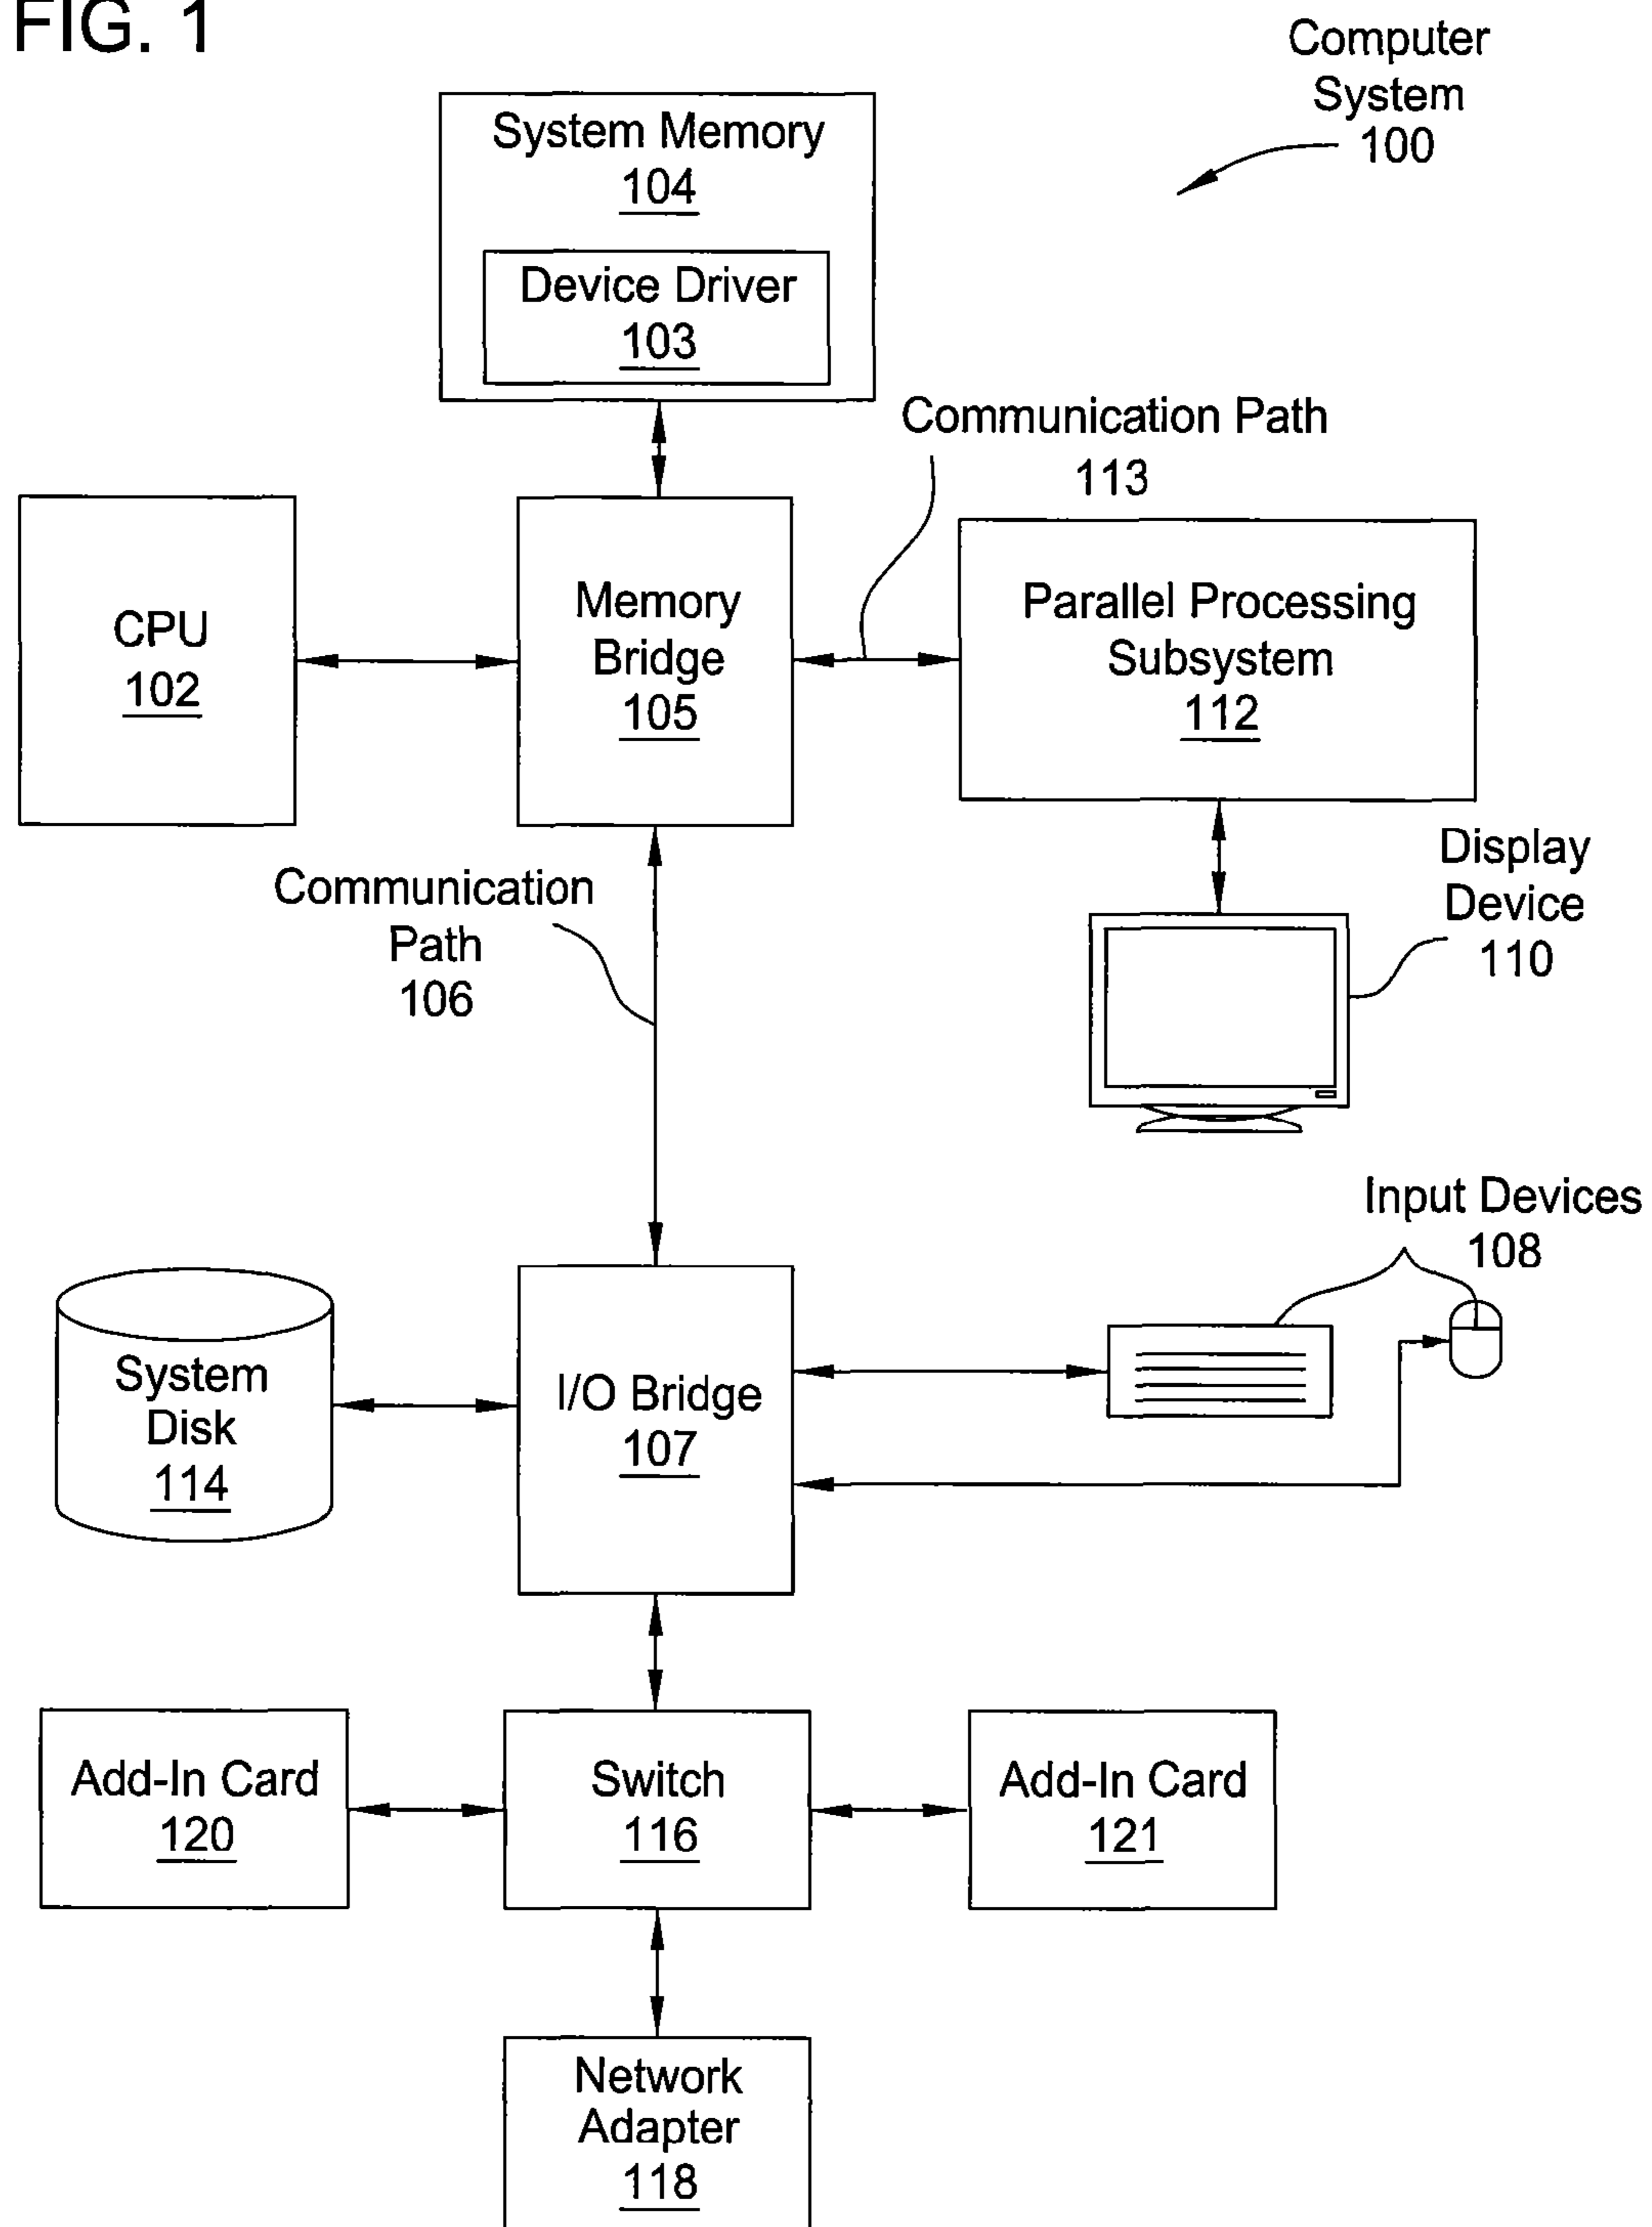 FIG. 1
Computer
System
100
System Memory
104
Device Driver
103
Communication Path
113
CPU
102
Memory
Bridge
105
Parallel Processing
Subsystem
112
Communication
Path
106
Display
Device
110
Input Devices
108
System
Disk
114
I/O Bridge
107
Add-In Card
120
Switch
116
Add-In Card
121
Network
Adapter
118